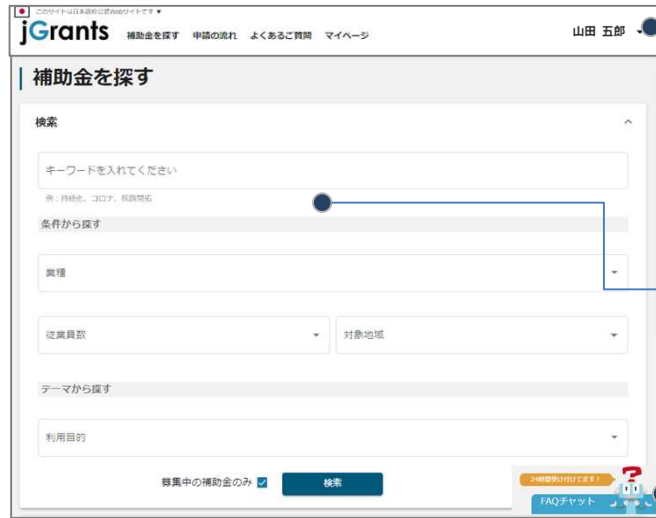 このサイトは日本政府公式Webサイトです ▼
jGrants 補助金を探す 申請の流れ よくあるご質問 マイページ 山田 五郎
補助金を探す
検索
キーワードを入れてください
例：持続化、コロナ、販路開拓
条件から探す
業種
従業員数 対象地域
テーマから探す
利用目的
募集中の補助金のみ 検索
24時間受け付けてます！
FAQチャット